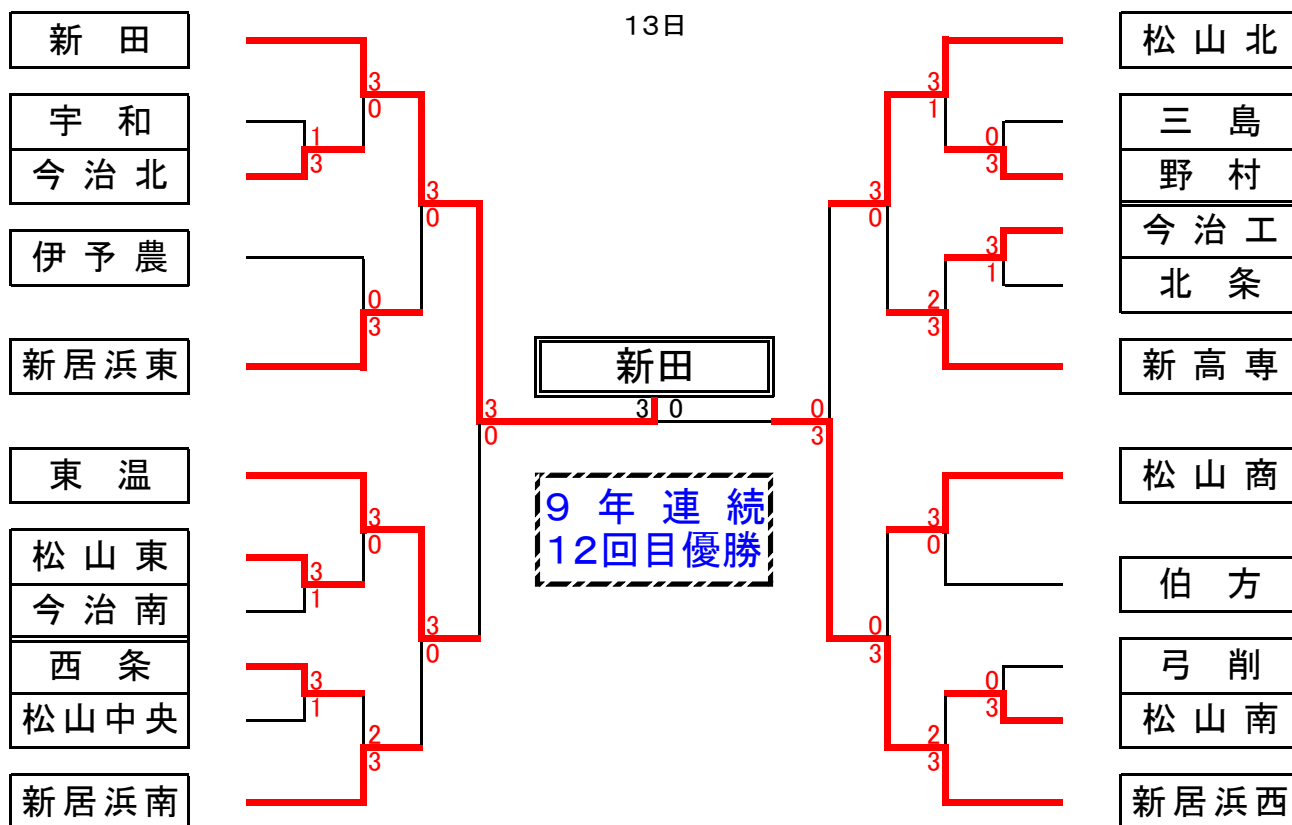 13日
新田
3
0
宇和
1
今治北
3
3
0
伊予農
0
新居浜東
3
東温
3
0
松山東
3
今治南
1
3
0
西条
3
松山中央
1
2
新居浜南
3
3
0
新田
3 0
9年連続
12回目優勝
松山北
3
1
三島
0
野村
3
3
0
今治工
3
北条
1
2
新高専
3
0
3
松山商
3
伯方
0
0
3
弓削
0
松山南
3
2
新居浜西
3